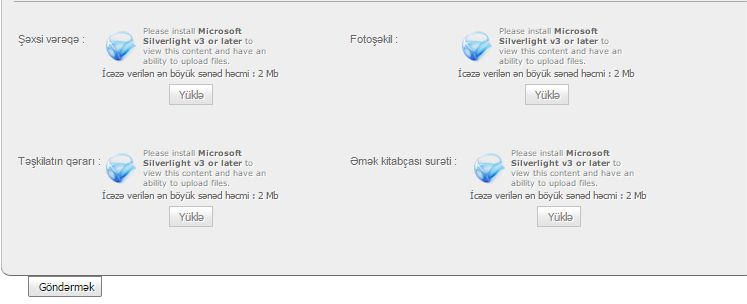 Şəxsi vərəqə :
Please install Microsoft
Silverlight v3 or later to
view this content and have an
ability to upload files.
İcazə verilən ən böyük sənəd həcmi : 2 Mb
Yüklə
Fotoşəkil :
Please install Microsoft
Silverlight v3 or later to
view this content and have an
ability to upload files.
İcazə verilən ən böyük sənəd həcmi : 2 Mb
Yüklə
Təşkilatın qərarı :
Please install Microsoft
Silverlight v3 or later to
view this content and have an
ability to upload files.
İcazə verilən ən böyük sənəd həcmi : 2 Mb
Yüklə
Əmək kitabçası surəti :
Please install Microsoft
Silverlight v3 or later to
view this content and have an
ability to upload files.
İcazə verilən ən böyük sənəd həcmi : 2 Mb
Yüklə
Göndərmək